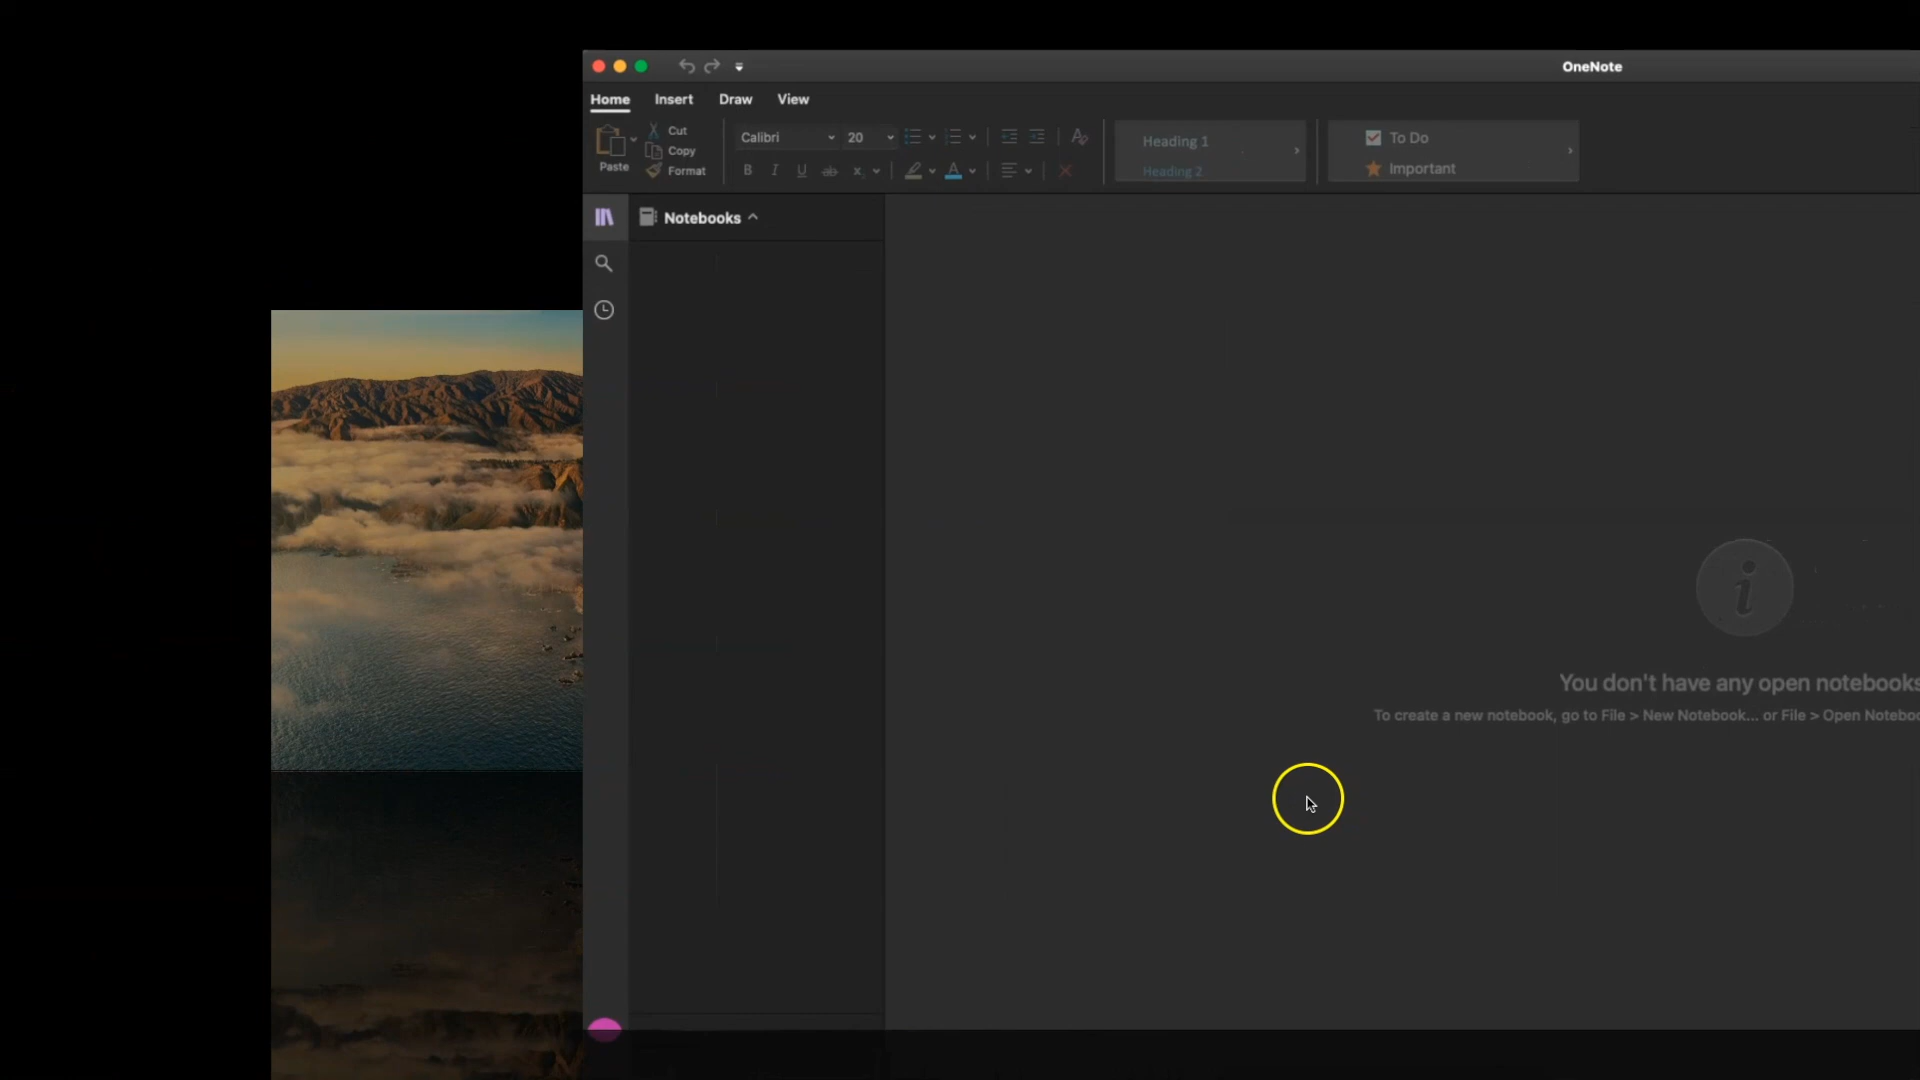 OneNote
Home Insert Draw View
Cut
Calibri 20
Heading 1
To Do
Copy
Paste
Format
Heading 2
Important
Notebooks
You don't have any open notebooks
To create a new notebook, go to File > New Notebook... or File > Open Noteboo